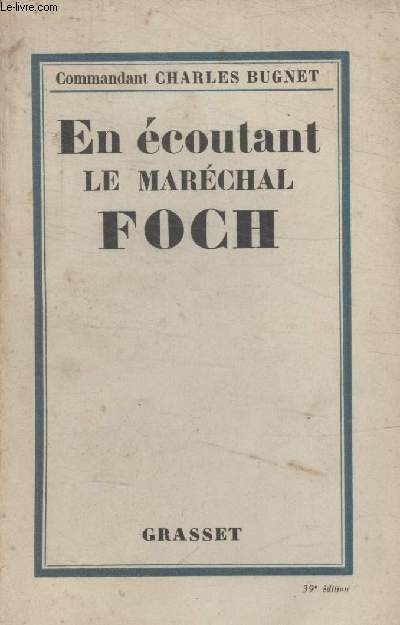 Le-livre.com
Commandant CHARLES BUGNET
En écoutant
LE MARÉCHAL
FOCH
GRASSET
39e édition